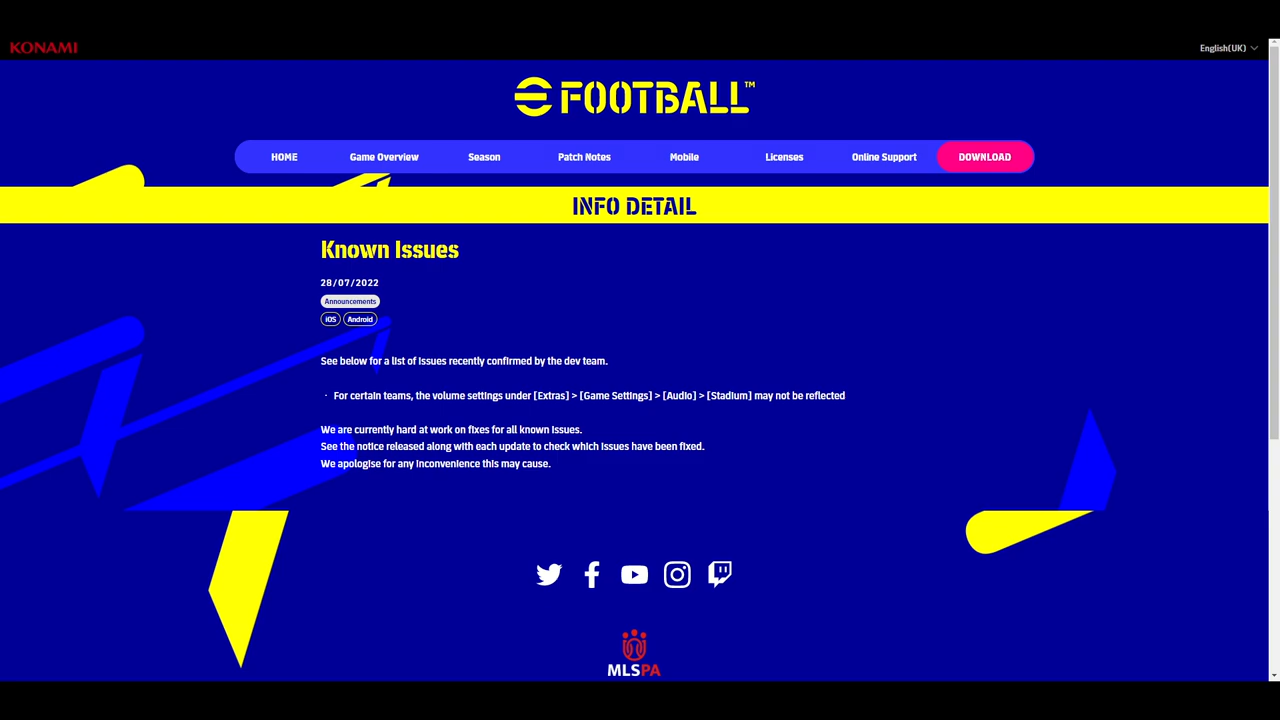 KONAMI
English(UK)
FOOTBALL™
HOME Game Overview Season Patch Notes Mobile Licenses Online Support DOWNLOAD
INFO DETAIL
Known Issues
28/07/2022
Announcements
iOS Android
See below for a list of issues recently confirmed by the dev team.
· For certain teams, the volume settings under [Extras] > [Game Settings] > [Audio] > [Stadium] may not be reflected
We are currently hard at work on fixes for all known issues.
See the notice released along with each update to check which issues have been fixed.
We apologise for any inconvenience this may cause.
MLSPA